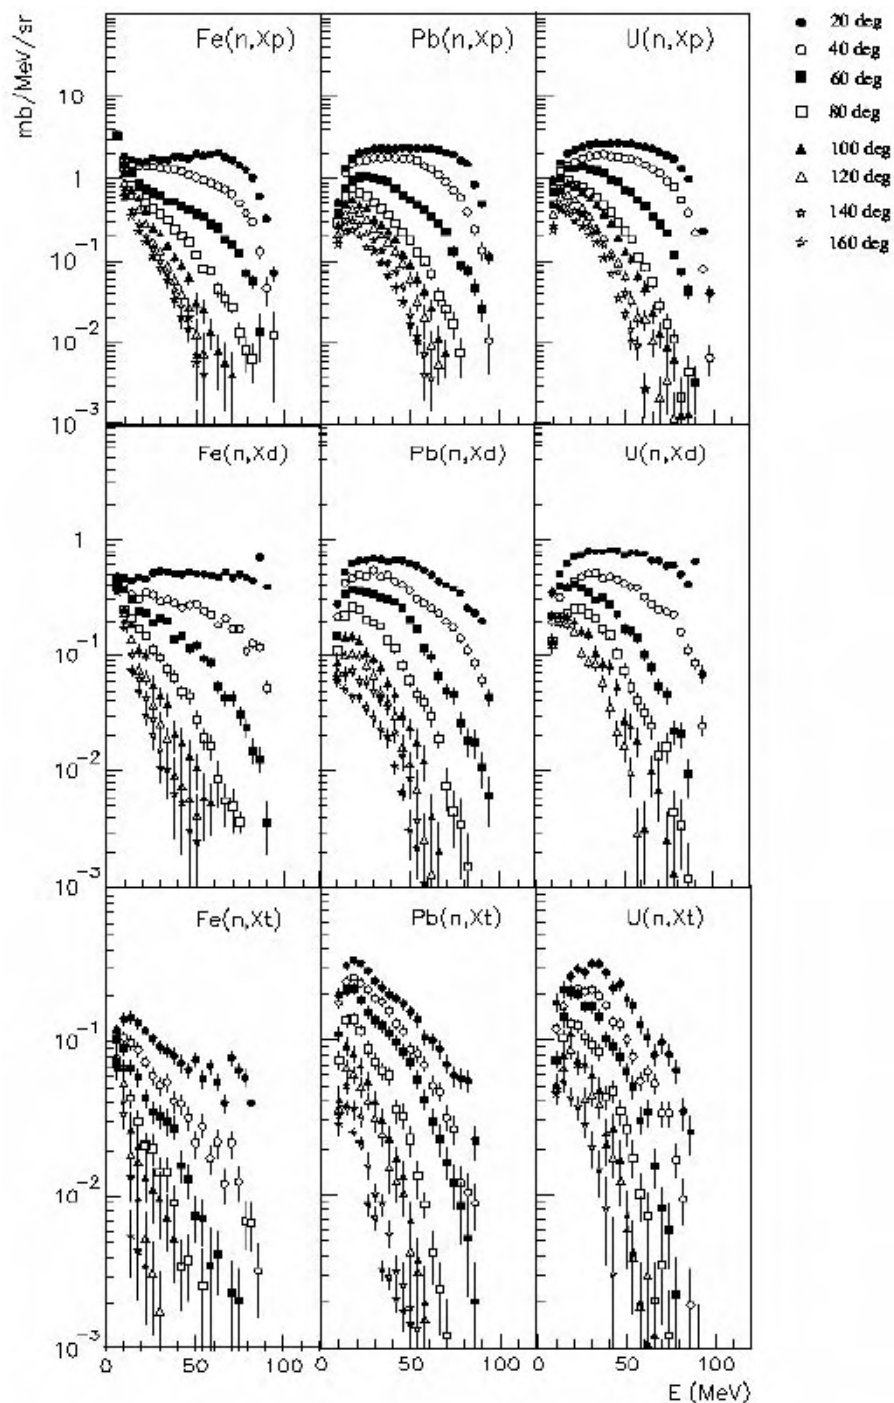 mb/MeV/sr
Fe(n,Xp)
Pb(n,Xp)
U(n,Xp)
20 deg
40 deg
60 deg
80 deg
100 deg
120 deg
140 deg
160 deg
10
1
10⁻¹
10⁻²
10⁻³
Fe(n,Xd)
Pb(n,Xd)
U(n,Xd)
1
10⁻¹
10⁻²
10⁻³
Fe(n,Xt)
Pb(n,Xt)
U(n,Xt)
10⁻¹
10⁻²
10⁻³
50 100 0 50 100 0 50 100
E (MeV)